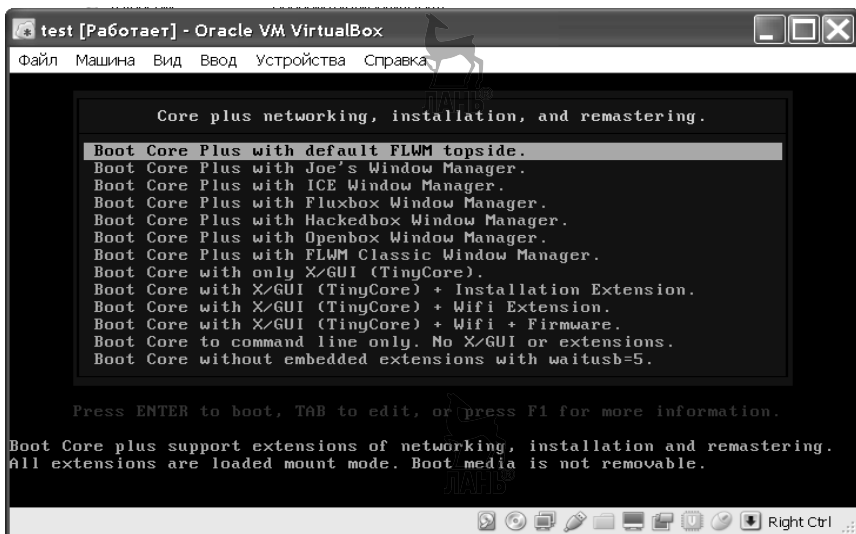 test [Работает] - Oracle VM VirtualBox
Файл Машина Вид Ввод Устройства Справка
ЛАНЬ®
Core plus networking, installation, and remastering.
Boot Core Plus with default FLWM topside.
Boot Core Plus with Joe's Window Manager.
Boot Core Plus with ICE Window Manager.
Boot Core Plus with Fluxbox Window Manager.
Boot Core Plus with Hackedbox Window Manager.
Boot Core Plus with Openbox Window Manager.
Boot Core Plus with FLWM Classic Window Manager.
Boot Core with only X/GUI (TinyCore).
Boot Core with X/GUI (TinyCore) + Installation Extension.
Boot Core with X/GUI (TinyCore) + Wifi Extension.
Boot Core with X/GUI (TinyCore) + Wifi + Firmware.
Boot Core to command line only. No X/GUI or extensions.
Boot Core without embedded extensions with waitusb=5.
Press ENTER to boot, TAB to edit, or press F1 for more information.
Boot Core plus support extensions of networking, installation and remastering.
All extensions are loaded mount mode. Boot media is not removable.
ЛАНЬ®
Right Ctrl